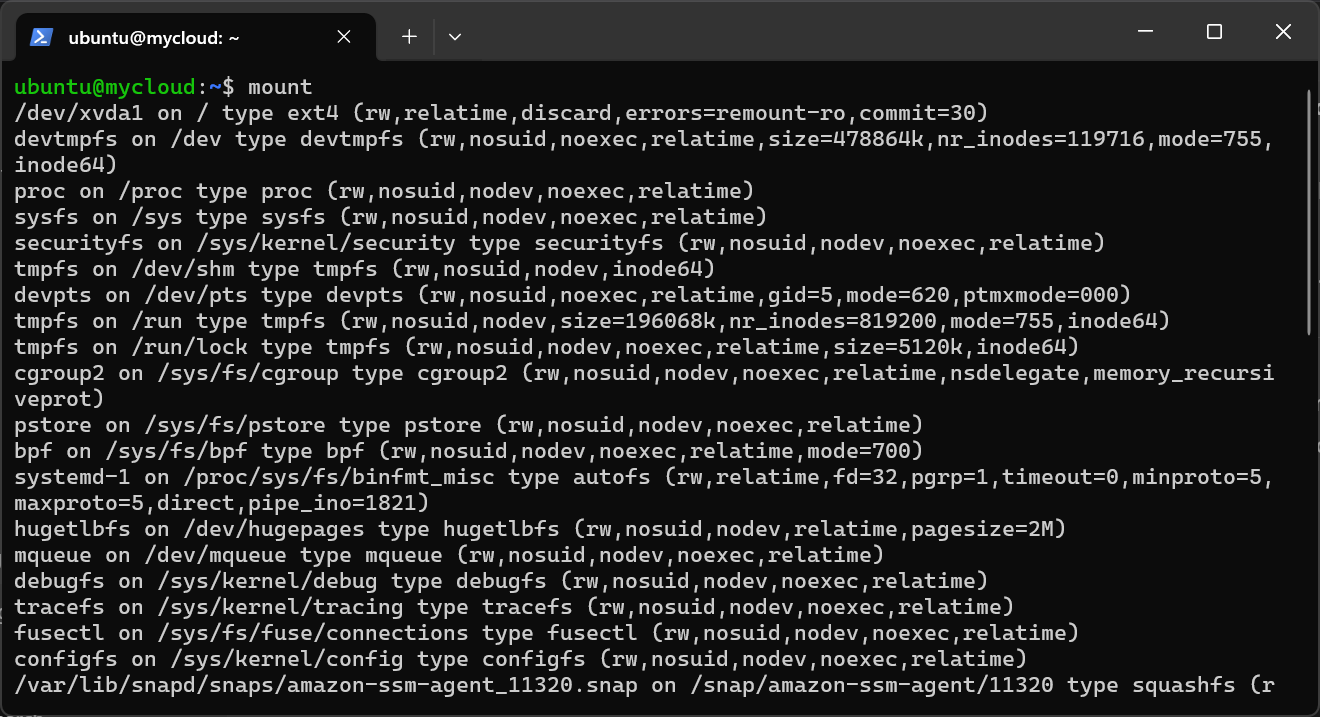 ubuntu@mycloud: ~
ubuntu@mycloud:~$ mount
/dev/xvda1 on / type ext4 (rw,relatime,discard,errors=remount-ro,commit=30)
devtmpfs on /dev type devtmpfs (rw,nosuid,noexec,relatime,size=478864k,nr_inodes=119716,mode=755,
inode64)
proc on /proc type proc (rw,nosuid,nodev,noexec,relatime)
sysfs on /sys type sysfs (rw,nosuid,nodev,noexec,relatime)
securityfs on /sys/kernel/security type securityfs (rw,nosuid,nodev,noexec,relatime)
tmpfs on /dev/shm type tmpfs (rw,nosuid,nodev,inode64)
devpts on /dev/pts type devpts (rw,nosuid,noexec,relatime,gid=5,mode=620,ptmxmode=000)
tmpfs on /run type tmpfs (rw,nosuid,nodev,size=196068k,nr_inodes=819200,mode=755,inode64)
tmpfs on /run/lock type tmpfs (rw,nosuid,nodev,noexec,relatime,size=5120k,inode64)
cgroup2 on /sys/fs/cgroup type cgroup2 (rw,nosuid,nodev,noexec,relatime,nsdelegate,memory_recursi
veprot)
pstore on /sys/fs/pstore type pstore (rw,nosuid,nodev,noexec,relatime)
bpf on /sys/fs/bpf type bpf (rw,nosuid,nodev,noexec,relatime,mode=700)
systemd-1 on /proc/sys/fs/binfmt_misc type autofs (rw,relatime,fd=32,pgrp=1,timeout=0,minproto=5,
maxproto=5,direct,pipe_ino=1821)
hugetlbfs on /dev/hugepages type hugetlbfs (rw,nosuid,nodev,relatime,pagesize=2M)
mqueue on /dev/mqueue type mqueue (rw,nosuid,nodev,noexec,relatime)
debugfs on /sys/kernel/debug type debugfs (rw,nosuid,nodev,noexec,relatime)
tracefs on /sys/kernel/tracing type tracefs (rw,nosuid,nodev,noexec,relatime)
fusectl on /sys/fs/fuse/connections type fusectl (rw,nosuid,nodev,noexec,relatime)
configfs on /sys/kernel/config type configfs (rw,nosuid,nodev,noexec,relatime)
/var/lib/snapd/snaps/amazon-ssm-agent_11320.snap on /snap/amazon-ssm-agent/11320 type squashfs (r